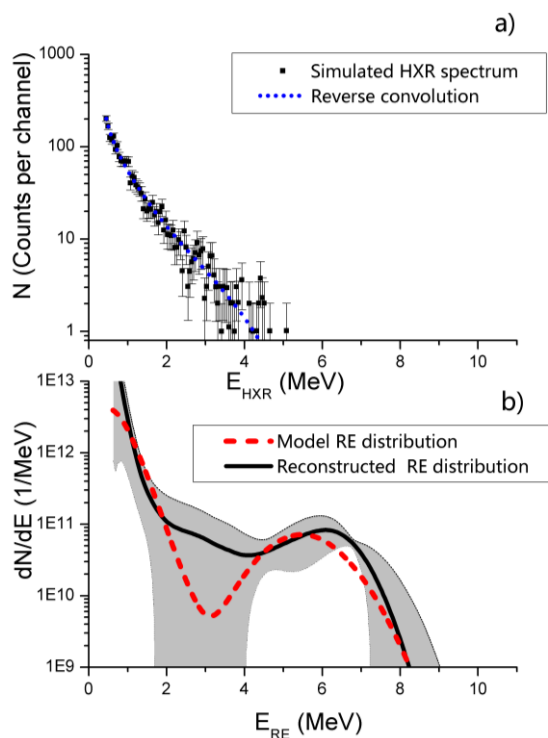 a)
1000
Simulated HXR spectrum
Reverse convolution
100
10
1
N (Counts per channel)
0 2 4 6 8 10
E_HXR (MeV)
b)
1E13
Model RE distribution
Reconstructed RE distribution
1E12
1E11
1E10
1E9
dN/dE (1/MeV)
0 2 4 6 8 10
E_RE (MeV)